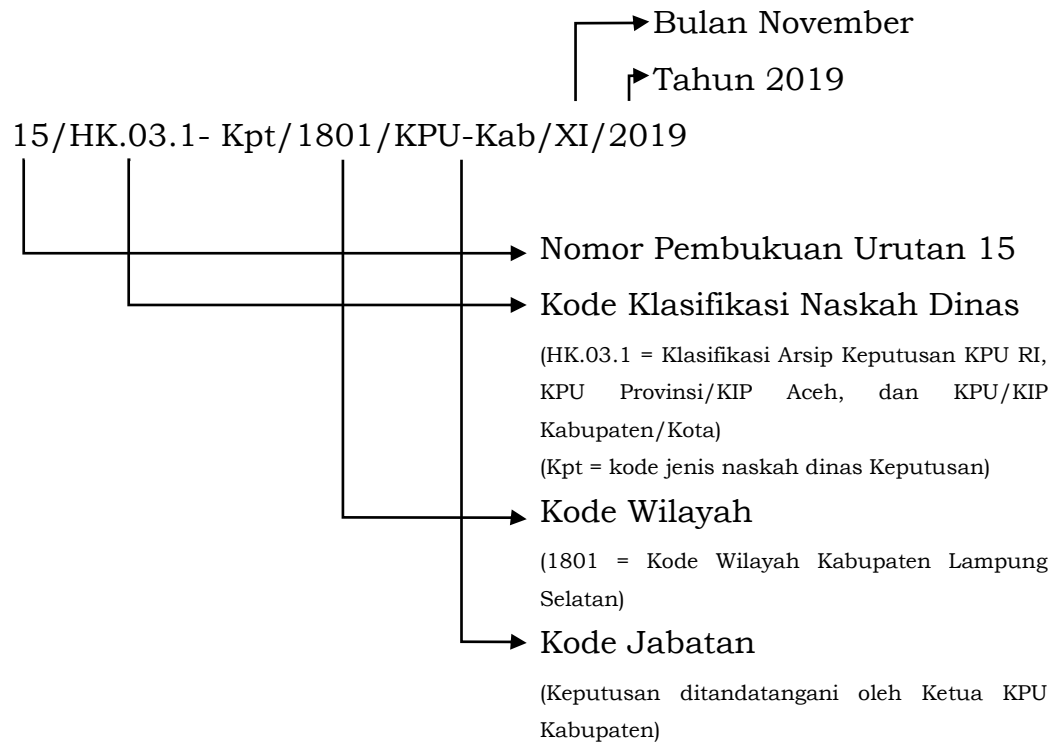 Bulan November
Tahun 2019
15/HK.03.1- Kpt/1801/KPU-Kab/XI/2019
Nomor Pembukuan Urutan 15
Kode Klasifikasi Naskah Dinas
(HK.03.1 = Klasifikasi Arsip Keputusan KPU RI,
KPU Provinsi/KIP Aceh, dan KPU/KIP
Kabupaten/Kota)
(Kpt = kode jenis naskah dinas Keputusan)
Kode Wilayah
(1801 = Kode Wilayah Kabupaten Lampung
Selatan)
Kode Jabatan
(Keputusan ditandatangani oleh Ketua KPU
Kabupaten)